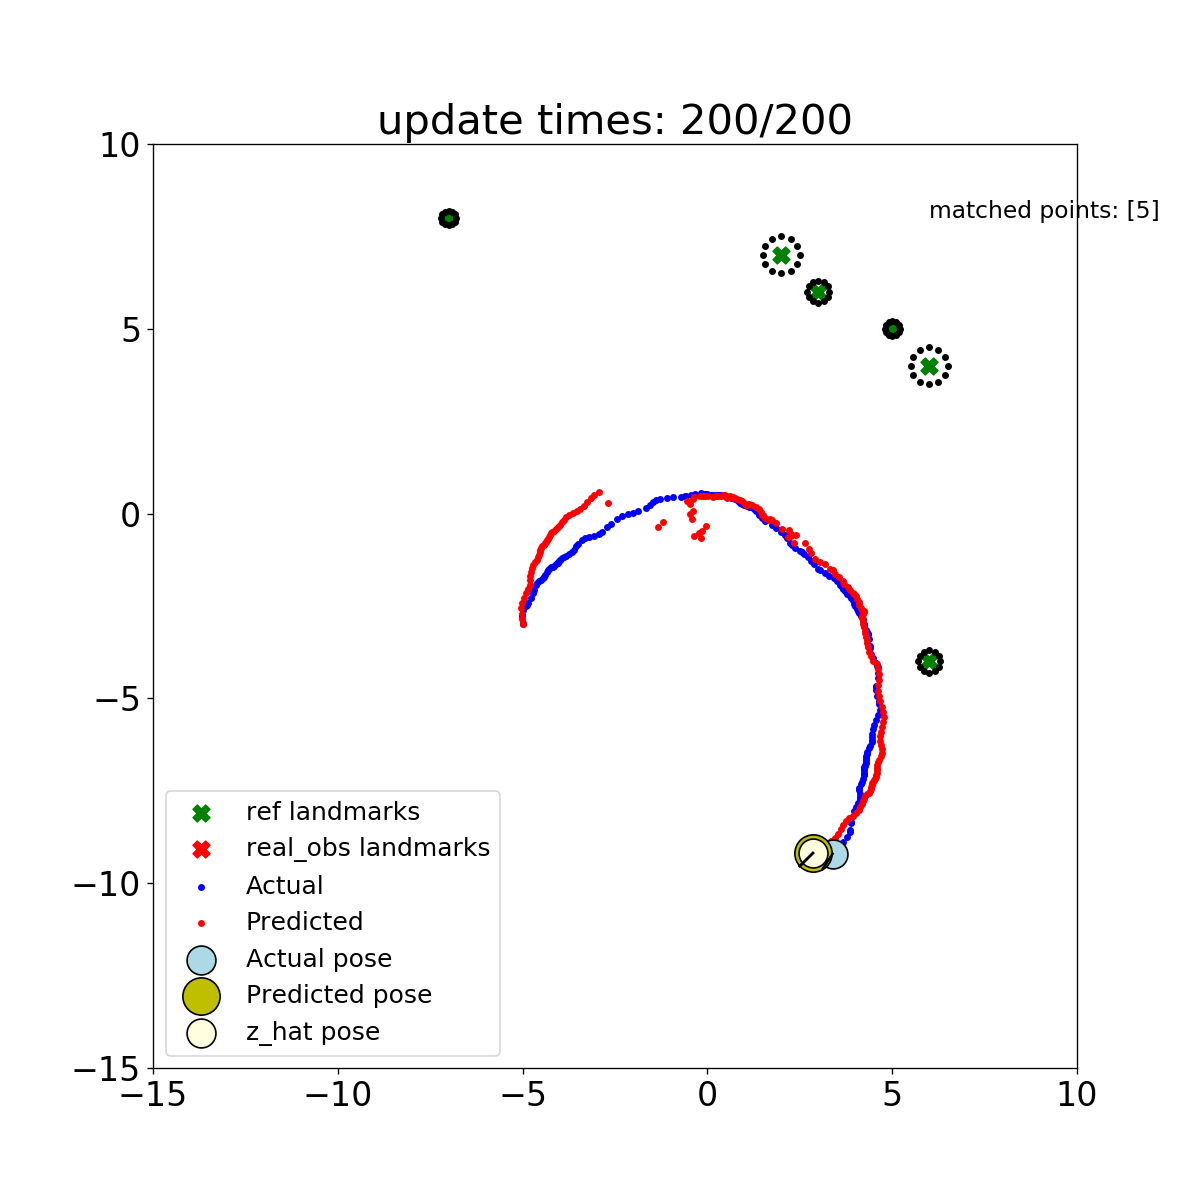 update times: 200/200
10
matched points: [5]
5
0
−5
ref landmarks
real_obs landmarks
Actual
−10
Predicted
Actual pose
Predicted pose
z_hat pose
−15
−15
−10
−5
0
5
10